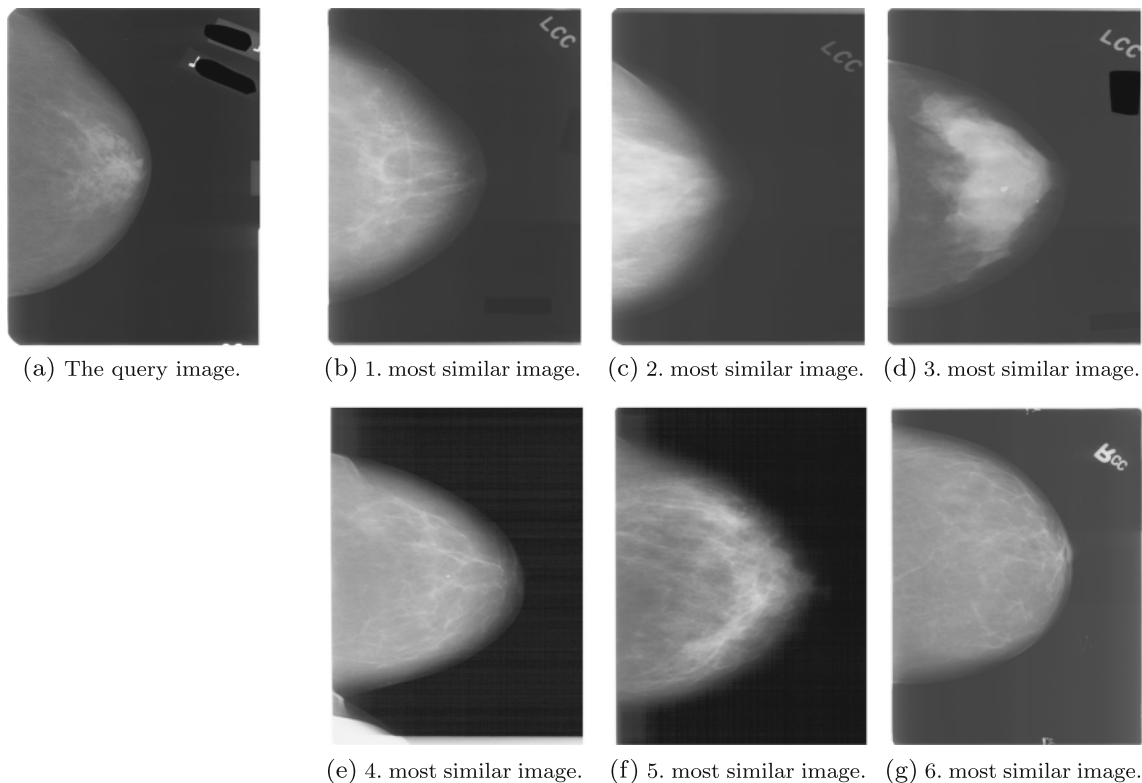 LCC
LCC
LCC
(a) The query image.
(b) 1. most similar image.
(c) 2. most similar image.
(d) 3. most similar image.
Rcc
(e) 4. most similar image.
(f) 5. most similar image.
(g) 6. most similar image.